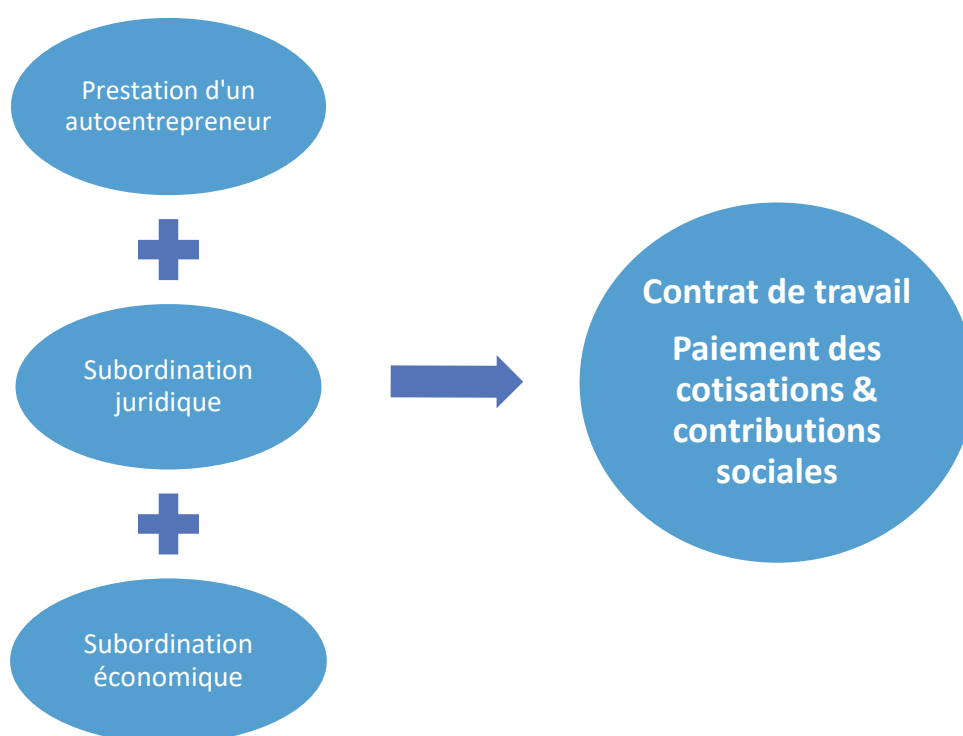 Prestation d'un
autoentrepreneur
Subordination
juridique
Subordination
économique
Contrat de travail
Paiement des
cotisations &
contributions
sociales